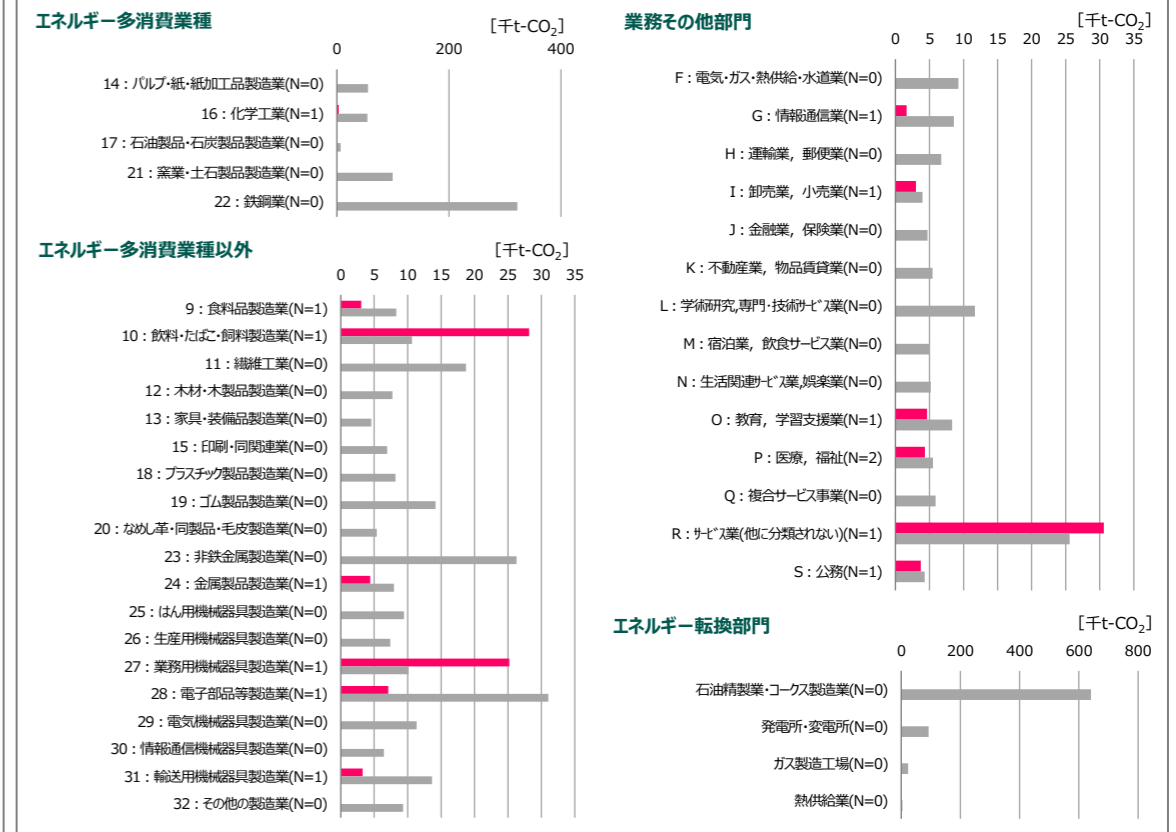 エネルギー多消費業種
[千t-CO₂]
0 200 400
14：パルプ・紙・紙加工品製造業(N=0)
16：化学工業(N=1)
17：石油製品・石炭製品製造業(N=0)
21：窯業・土石製品製造業(N=0)
22：鉄鋼業(N=0)
エネルギー多消費業種以外
[千t-CO₂]
0 5 10 15 20 25 30 35
9：食料品製造業(N=1)
10：飲料・たばこ・飼料製造業(N=1)
11：繊維工業(N=0)
12：木材・木製品製造業(N=0)
13：家具・装備品製造業(N=0)
15：印刷・同関連業(N=0)
18：プラスチック製品製造業(N=0)
19：ゴム製品製造業(N=0)
20：なめし革・同製品・毛皮製造業(N=0)
23：非鉄金属製造業(N=0)
24：金属製品製造業(N=1)
25：はん用機械器具製造業(N=0)
26：生産用機械器具製造業(N=0)
27：業務用機械器具製造業(N=1)
28：電子部品等製造業(N=1)
29：電気機械器具製造業(N=0)
30：情報通信機械器具製造業(N=0)
31：輸送用機械器具製造業(N=1)
32：その他の製造業(N=0)
業務その他部門
[千t-CO₂]
0 5 10 15 20 25 30 35
F：電気・ガス・熱供給・水道業(N=0)
G：情報通信業(N=1)
H：運輸業，郵便業(N=0)
I：卸売業，小売業(N=1)
J：金融業，保険業(N=0)
K：不動産業，物品賃貸業(N=0)
L：学術研究,専門・技術サービス業(N=0)
M：宿泊業，飲食サービス業(N=0)
N：生活関連サービス業,娯楽業(N=0)
O：教育，学習支援業(N=1)
P：医療，福祉(N=2)
Q：複合サービス事業(N=0)
R：サービス業(他に分類されない)(N=1)
S：公務(N=1)
エネルギー転換部門
[千t-CO₂]
0 200 400 600 800
石油精製業・コークス製造業(N=0)
発電所・変電所(N=0)
ガス製造工場(N=0)
熱供給業(N=0)